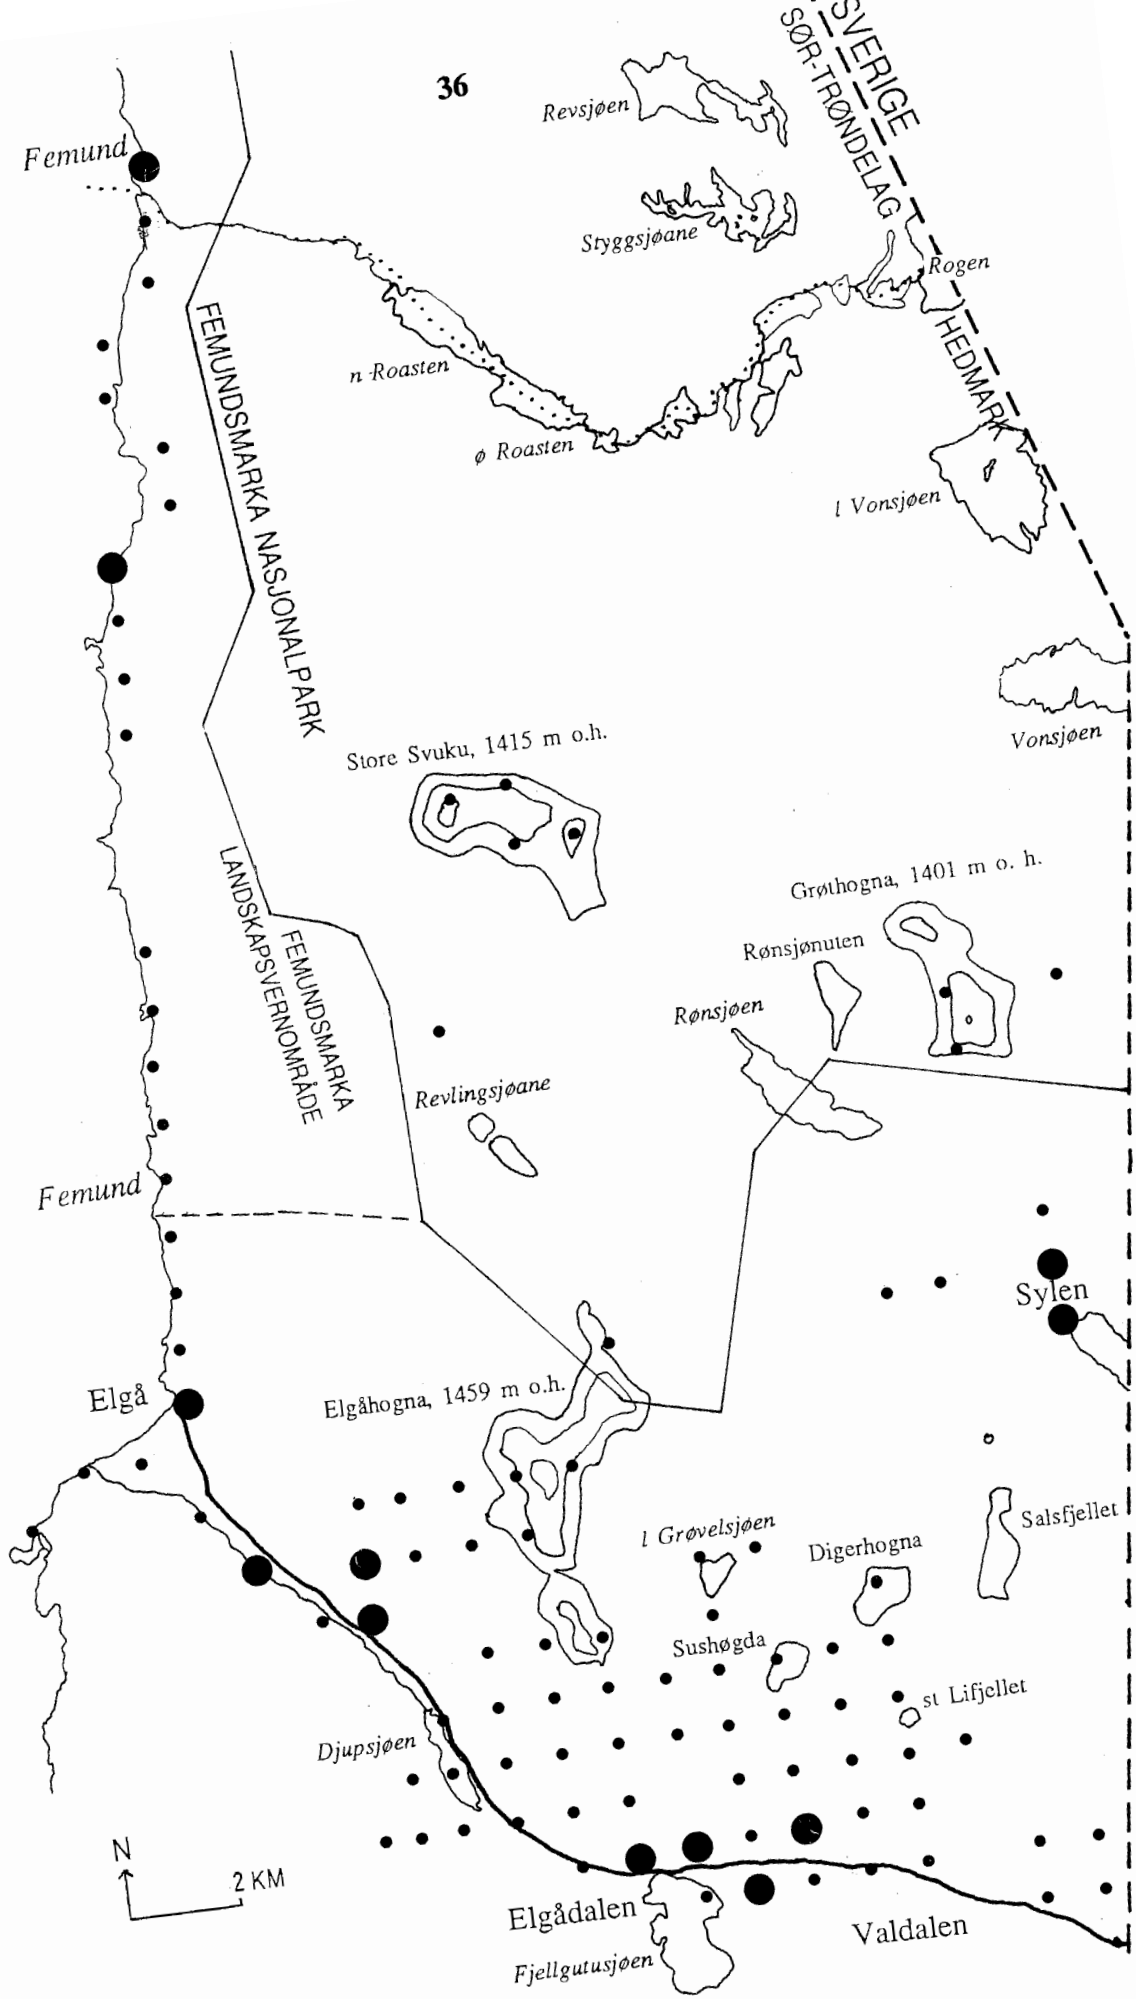 36
SVERIGE
SØR-TRØNDELAG
Revsjøen
Femund
Styggsjøane
Rogen
HEDMARK
n Roasten
ø Roasten
FEMUNDSMARKA NASJONALPARK
l Vonsjøen
Vonsjøen
Store Svuku, 1415 m o.h.
Grøthogna, 1401 m o. h.
LANDSKAPSVERNOMRÅDE
FEMUNDSMARKA
Rønsjønuten
Rønsjøen
Revlingsjøane
Femund
Sylen
Elgå
Elgåhogna, 1459 m o.h.
l Grøvelsjøen
Digerhogna
Salsfjellet
Sushøgda
st Lifjellet
Djupsjøen
N
2 KM
Elgådalen
Valdalen
Fjellgutusjøen